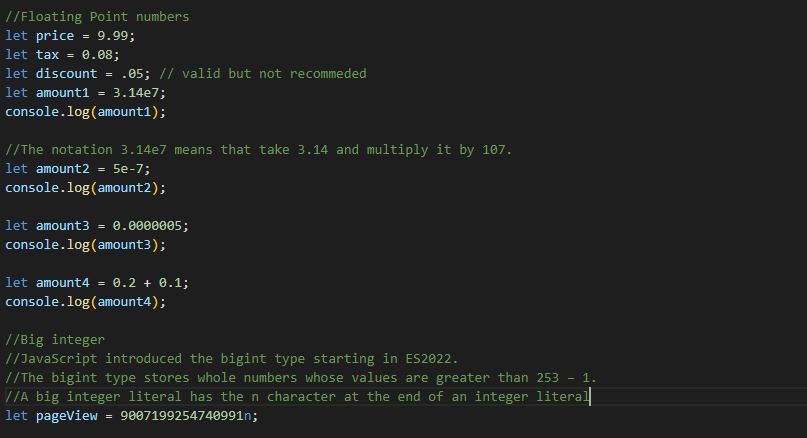 //Floating Point numbers
let price = 9.99;
let tax = 0.08;
let discount = .05; // valid but not recommeded
let amount1 = 3.14e7;
console.log(amount1);
//The notation 3.14e7 means that take 3.14 and multiply it by 107.
let amount2 = 5e-7;
console.log(amount2);
let amount3 = 0.0000005;
console.log(amount3);
let amount4 = 0.2 + 0.1;
console.log(amount4);
//Big integer
//JavaScript introduced the bigint type starting in ES2022.
//The bigint type stores whole numbers whose values are greater than 253 – 1.
//A big integer literal has the n character at the end of an integer literal
let pageView = 9007199254740991n;